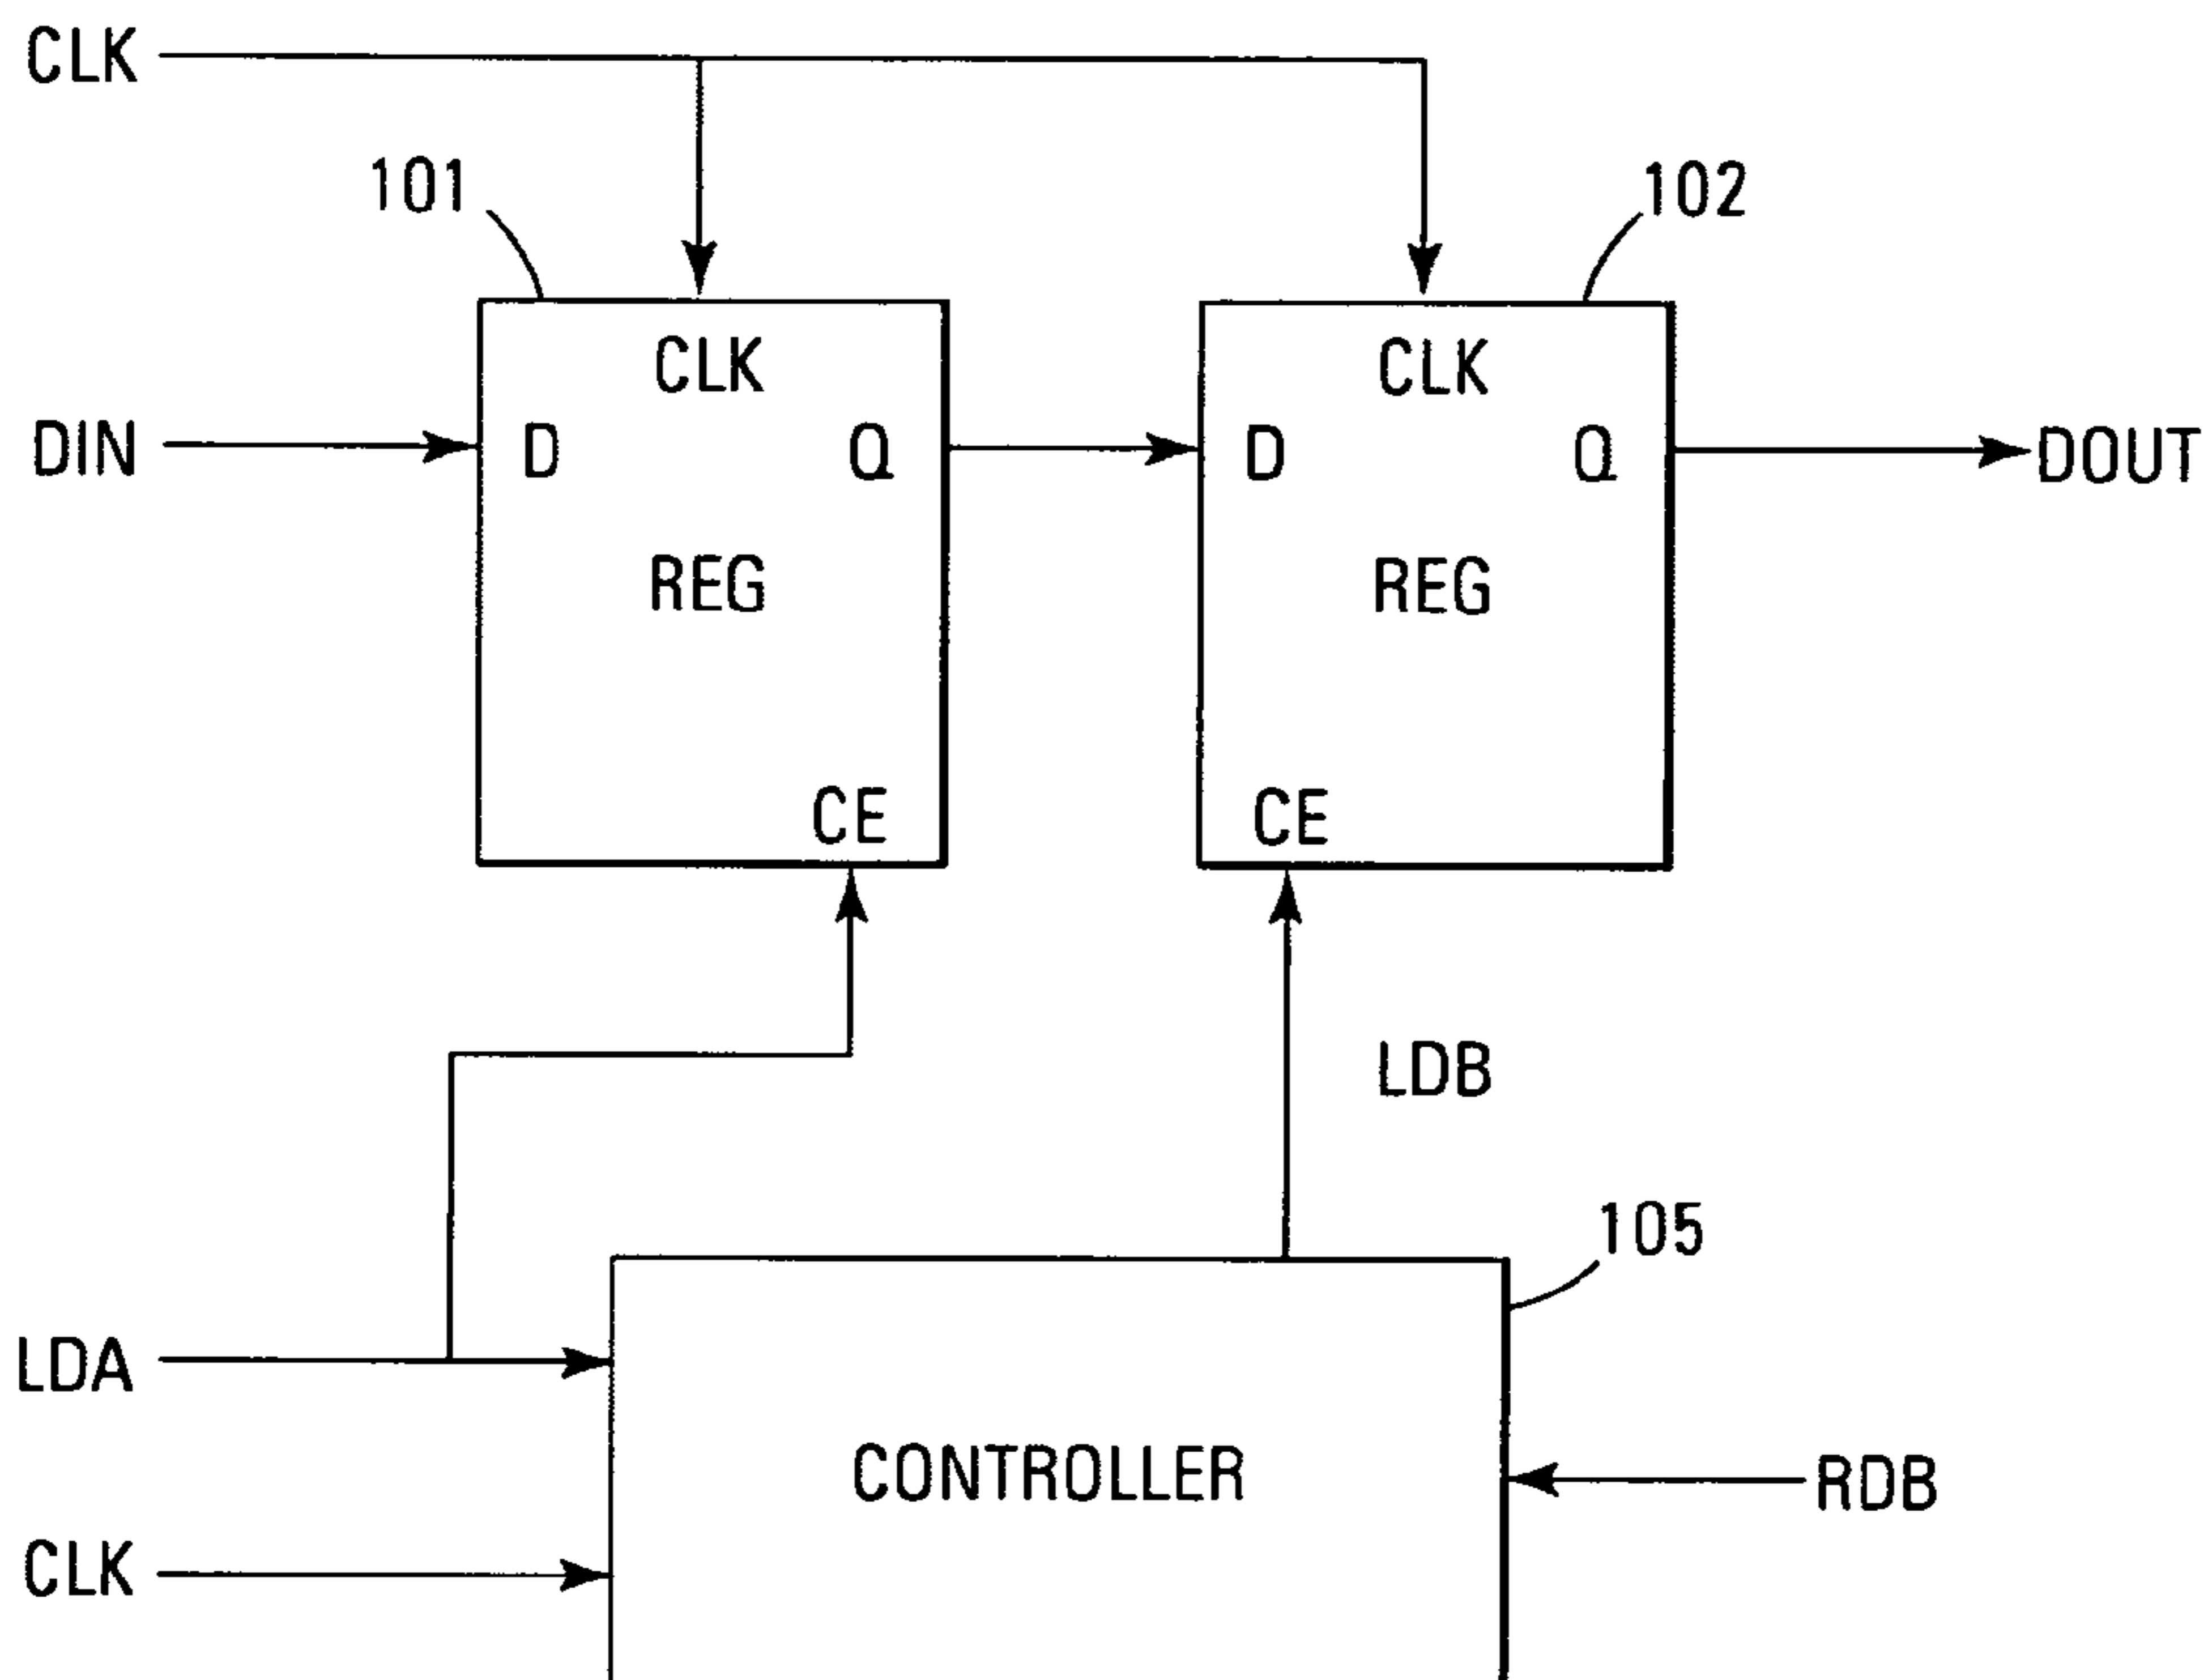 CLK
101
102
CLK
CLK
DIN
D
Q
D
Q
DOUT
REG
REG
CE
CE
LDB
105
LDA
CONTROLLER
RDB
CLK